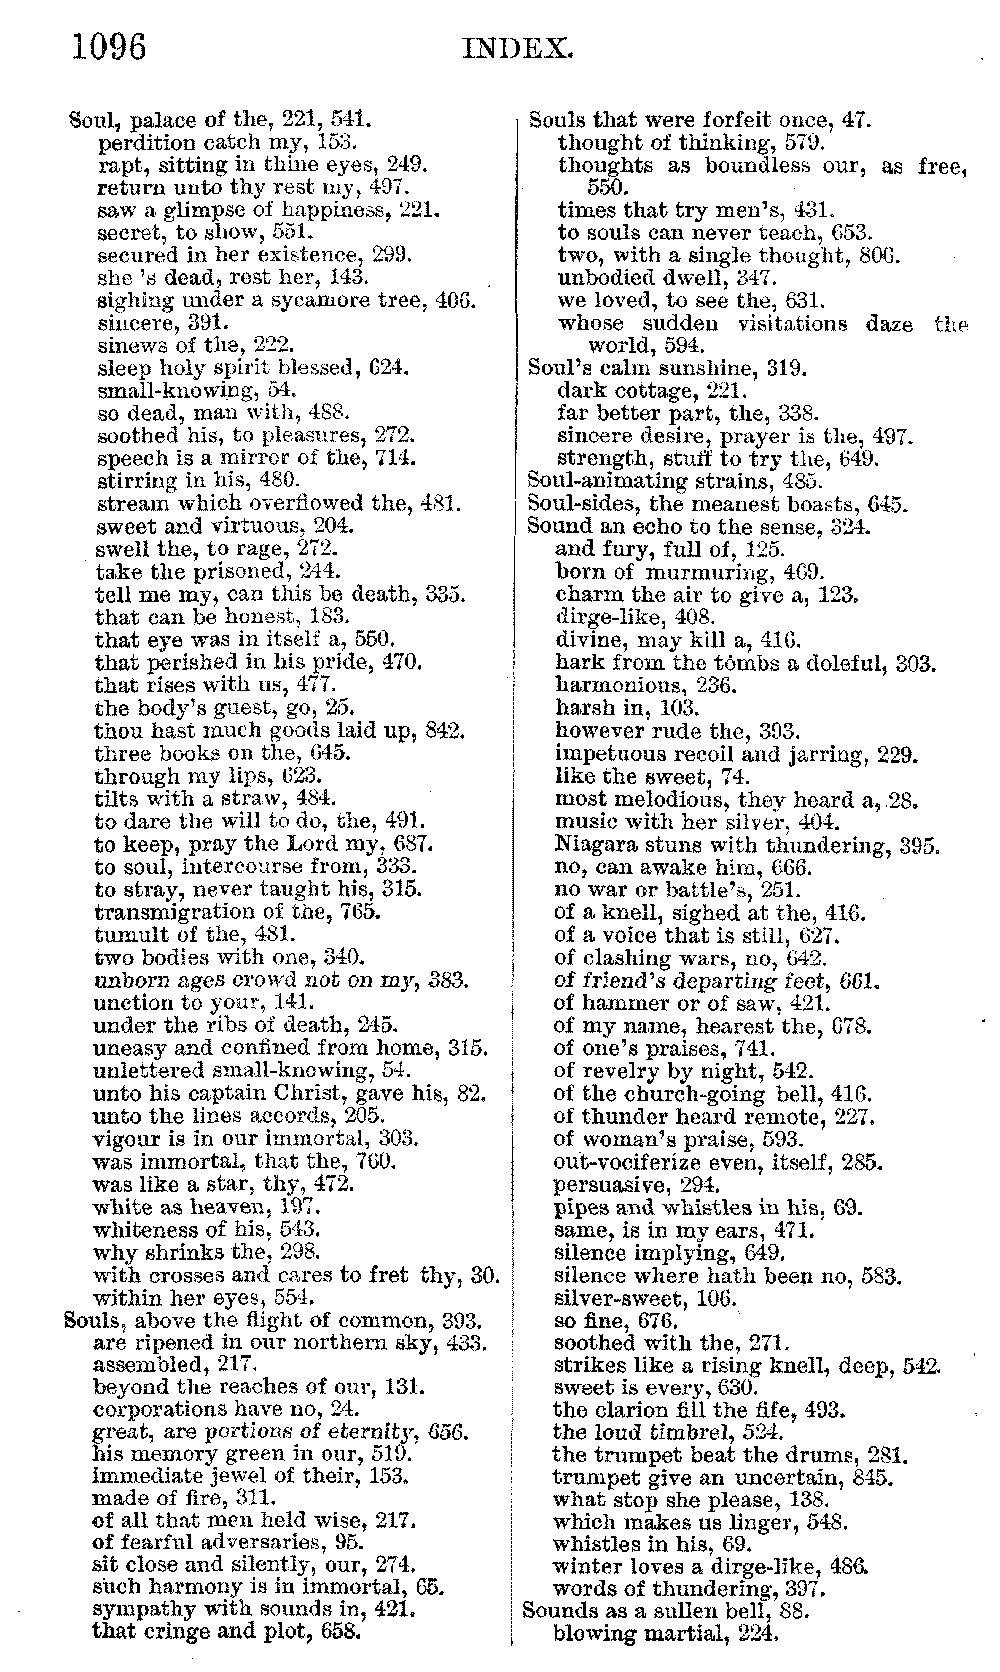 1096
INDEX.
Soul, palace of the, 221, 541.
perdition catch my, 153.
rapt, sitting in thine eyes, 249.
return unto thy rest my, 497.
saw a glimpse of happiness, 221.
secret, to show, 551.
secured in her existence, 299.
she 's dead, rest her, 143.
sighing under a sycamore tree, 406.
sincere, 391.
sinews of the, 222.
sleep holy spirit blessed, 624.
small-knowing, 54.
so dead, man with, 488.
soothed his, to pleasures, 272.
speech is a mirror of the, 714.
stirring in his, 480.
stream which overflowed the, 481.
sweet and virtuous, 204.
swell the, to rage, 272.
take the prisoned, 244.
tell me my, can this be death, 335.
that can be honest, 183.
that eye was in itself a, 550.
that perished in his pride, 470.
that rises with us, 477.
the body's guest, go, 25.
thou hast much goods laid up, 842.
three books on the, 645.
through my lips, 623.
tilts with a straw, 484.
to dare the will to do, the, 491.
to keep, pray the Lord my, 687.
to soul, intercourse from, 333.
to stray, never taught his, 315.
transmigration of the, 765.
tumult of the, 481.
two bodies with one, 340.
unborn ages crowd not on my, 383.
unction to your, 141.
under the ribs of death, 245.
uneasy and confined from home, 315.
unlettered small-knowing, 54.
unto his captain Christ, gave his, 82.
unto the lines accords, 205.
vigour is in our immortal, 303.
was immortal, that the, 760.
was like a star, thy, 472.
white as heaven, 197.
whiteness of his, 543.
why shrinks the, 298.
with crosses and cares to fret thy, 30.
within her eyes, 554.
Souls, above the flight of common, 393.
are ripened in our northern sky, 433.
assembled, 217.
beyond the reaches of our, 131.
corporations have no, 24.
great, are portions of eternity, 656.
his memory green in our, 519.
immediate jewel of their, 153.
made of fire, 311.
of all that men held wise, 217.
of fearful adversaries, 95.
sit close and silently, our, 274.
such harmony is in immortal, 65.
sympathy with sounds in, 421.
that cringe and plot, 658.
Souls that were forfeit once, 47.
thought of thinking, 579.
thoughts as boundless our, as free,
550.
times that try men's, 431.
to souls can never teach, 653.
two, with a single thought, 806.
unbodied dwell, 347.
we loved, to see the, 631.
whose sudden visitations daze the
world, 594.
Soul's calm sunshine, 319.
dark cottage, 221.
far better part, the, 338.
sincere desire, prayer is the, 497.
strength, stuff to try the, 649.
Soul-animating strains, 485.
Soul-sides, the meanest boasts, 645.
Sound an echo to the sense, 324.
and fury, full of, 125.
born of murmuring, 469.
charm the air to give a, 123.
dirge-like, 408.
divine, may kill a, 416.
hark from the tombs a doleful, 303.
harmonious, 236.
harsh in, 103.
however rude the, 393.
impetuous recoil and jarring, 229.
like the sweet, 74.
most melodious, they heard a, 28.
music with her silver, 404.
Niagara stuns with thundering, 395.
no, can awake him, 666.
no war or battle's, 251.
of a knell, sighed at the, 416.
of a voice that is still, 627.
of clashing wars, no, 642.
of friend's departing feet, 661.
of hammer or of saw, 421.
of my name, hearest the, 678.
of one's praises, 741.
of revelry by night, 542.
of the church-going bell, 416.
of thunder heard remote, 227.
of woman's praise, 593.
out-vociferize even, itself, 285.
persuasive, 294.
pipes and whistles in his, 69.
same, is in my ears, 471.
silence implying, 649.
silence where hath been no, 583.
silver-sweet, 106.
so fine, 676.
soothed with the, 271.
strikes like a rising knell, deep, 542.
sweet is every, 630.
the clarion fill the fife, 493.
the loud timbrel, 524.
the trumpet beat the drums, 281.
trumpet give an uncertain, 845.
what stop she please, 138.
which makes us linger, 548.
whistles in his, 69.
winter loves a dirge-like, 486.
words of thundering, 397.
Sounds as a sullen bell, 88.
blowing martial, 224.